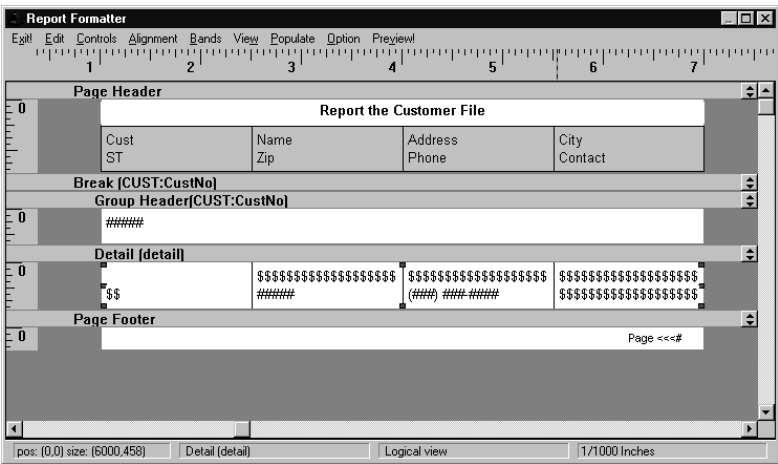 Report Formatter
Exit! Edit Controls Alignment Bands View Populate Option Preview!
1 2 3 4 5 6 7
Page Header
0
Report the Customer File
Cust Name Address City
ST Zip Phone Contact
Break (CUST:CustNo)
Group Header(CUST:CustNo)
0
#####
Detail (detail)
0
$$$$$$$$$$$$$$$$$$$ $$$$$$$$$$$$$$$$$$$ $$$$$$$$$$$$$$$$$$$
$$ ##### (###) ###-#### $$$$$$$$$$$$$$$$$$$
Page Footer
0
Page <<<#
pos: (0,0) size: (6000,458) Detail (detail) Logical view 1/1000 Inches